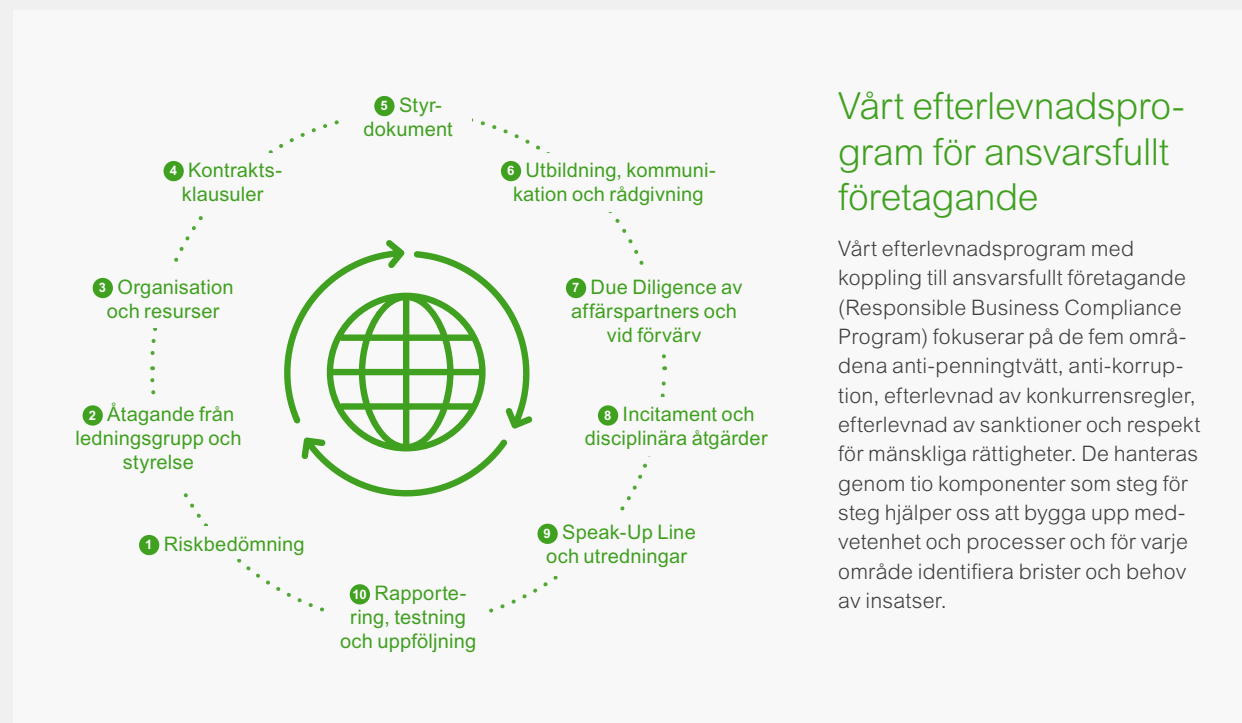 5 Styr-
dokument
4 Kontrakts-
klausuler
6 Utbildning, kommuni-
kation och rådgivning
3 Organisation
och resurser
7 Due Diligence av
affärspartners och
vid förvärv
2 Åtagande från
ledningsgrupp och
styrelse
8 Incitament och
disciplinära åtgärder
1 Riskbedömning
9 Speak-Up Line
och utredningar
10 Rapporte-
ring, testning
och uppföljning
Vårt efterlevnadspro-
gram för ansvarsfullt
företagande
Vårt efterlevnadsprogram med
koppling till ansvarsfullt företagande
(Responsible Business Compliance
Program) fokuserar på de fem områ-
dena anti-penningtvätt, anti-korrup-
tion, efterlevnad av konkurrensregler,
efterlevnad av sanktioner och respekt
för mänskliga rättigheter. De hanteras
genom tio komponenter som steg för
steg hjälper oss att bygga upp med-
vetenhet och processer och för varje
område identifiera brister och behov
av insatser.